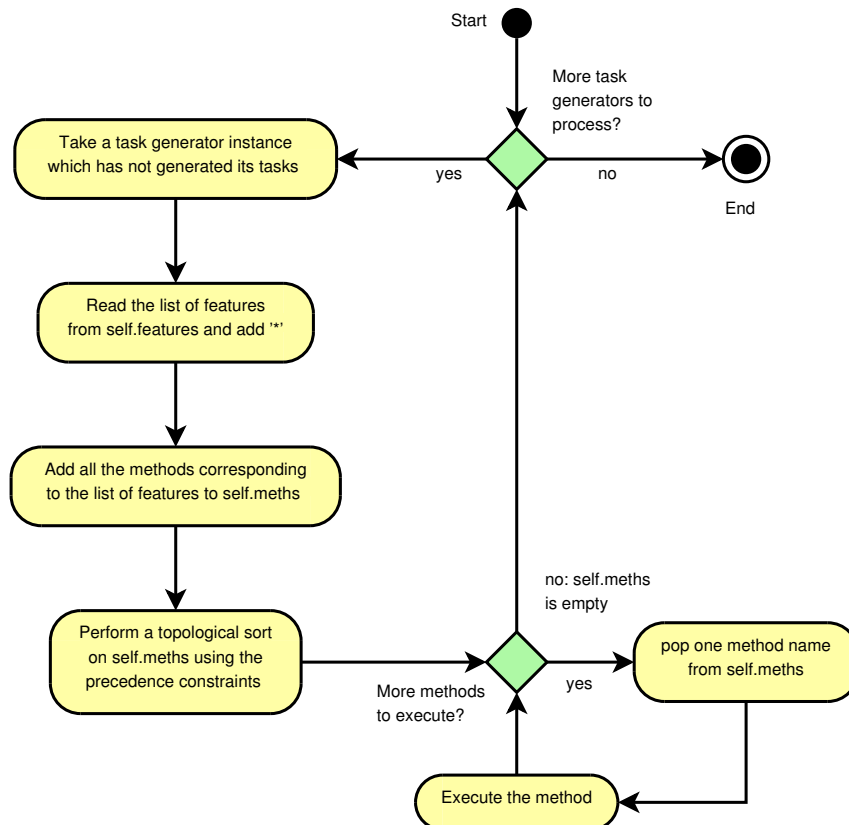 Start
More task
generators to
process?
Take a task generator instance
which has not generated its tasks
yes
no
End
Read the list of features
from self.features and add '*'
Add all the methods corresponding
to the list of features to self.meths
no: self.meths
is empty
Perform a topological sort
on self.meths using the
precedence constraints
More methods
to execute?
yes
pop one method name
from self.meths
Execute the method